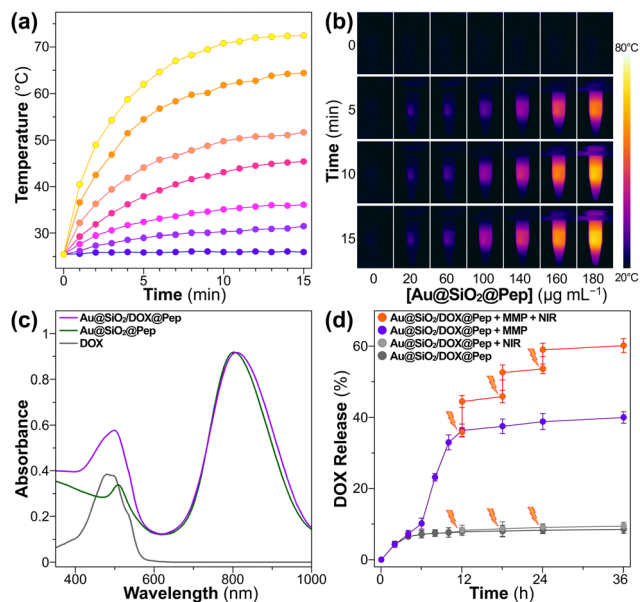 (a)
Temperature (°C)
70
60
50
40
30
0 5 10 15
Time (min)
(b)
Time (min)
0
5
10
15
0 20 60 100 140 160 180
[Au@SiO₂@Pep] (μg mL⁻¹)
80°C
20°C
(c)
Au@SiO₂/DOX@Pep
Au@SiO₂@Pep
DOX
Absorbance
1
0.8
0.6
0.4
0.2
0
400 600 800 1000
Wavelength (nm)
(d)
Au@SiO₂/DOX@Pep + MMP + NIR
Au@SiO₂/DOX@Pep + MMP
Au@SiO₂/DOX@Pep + NIR
Au@SiO₂/DOX@Pep
DOX Release (%)
60
40
20
0
0 12 18 24 36
Time (h)